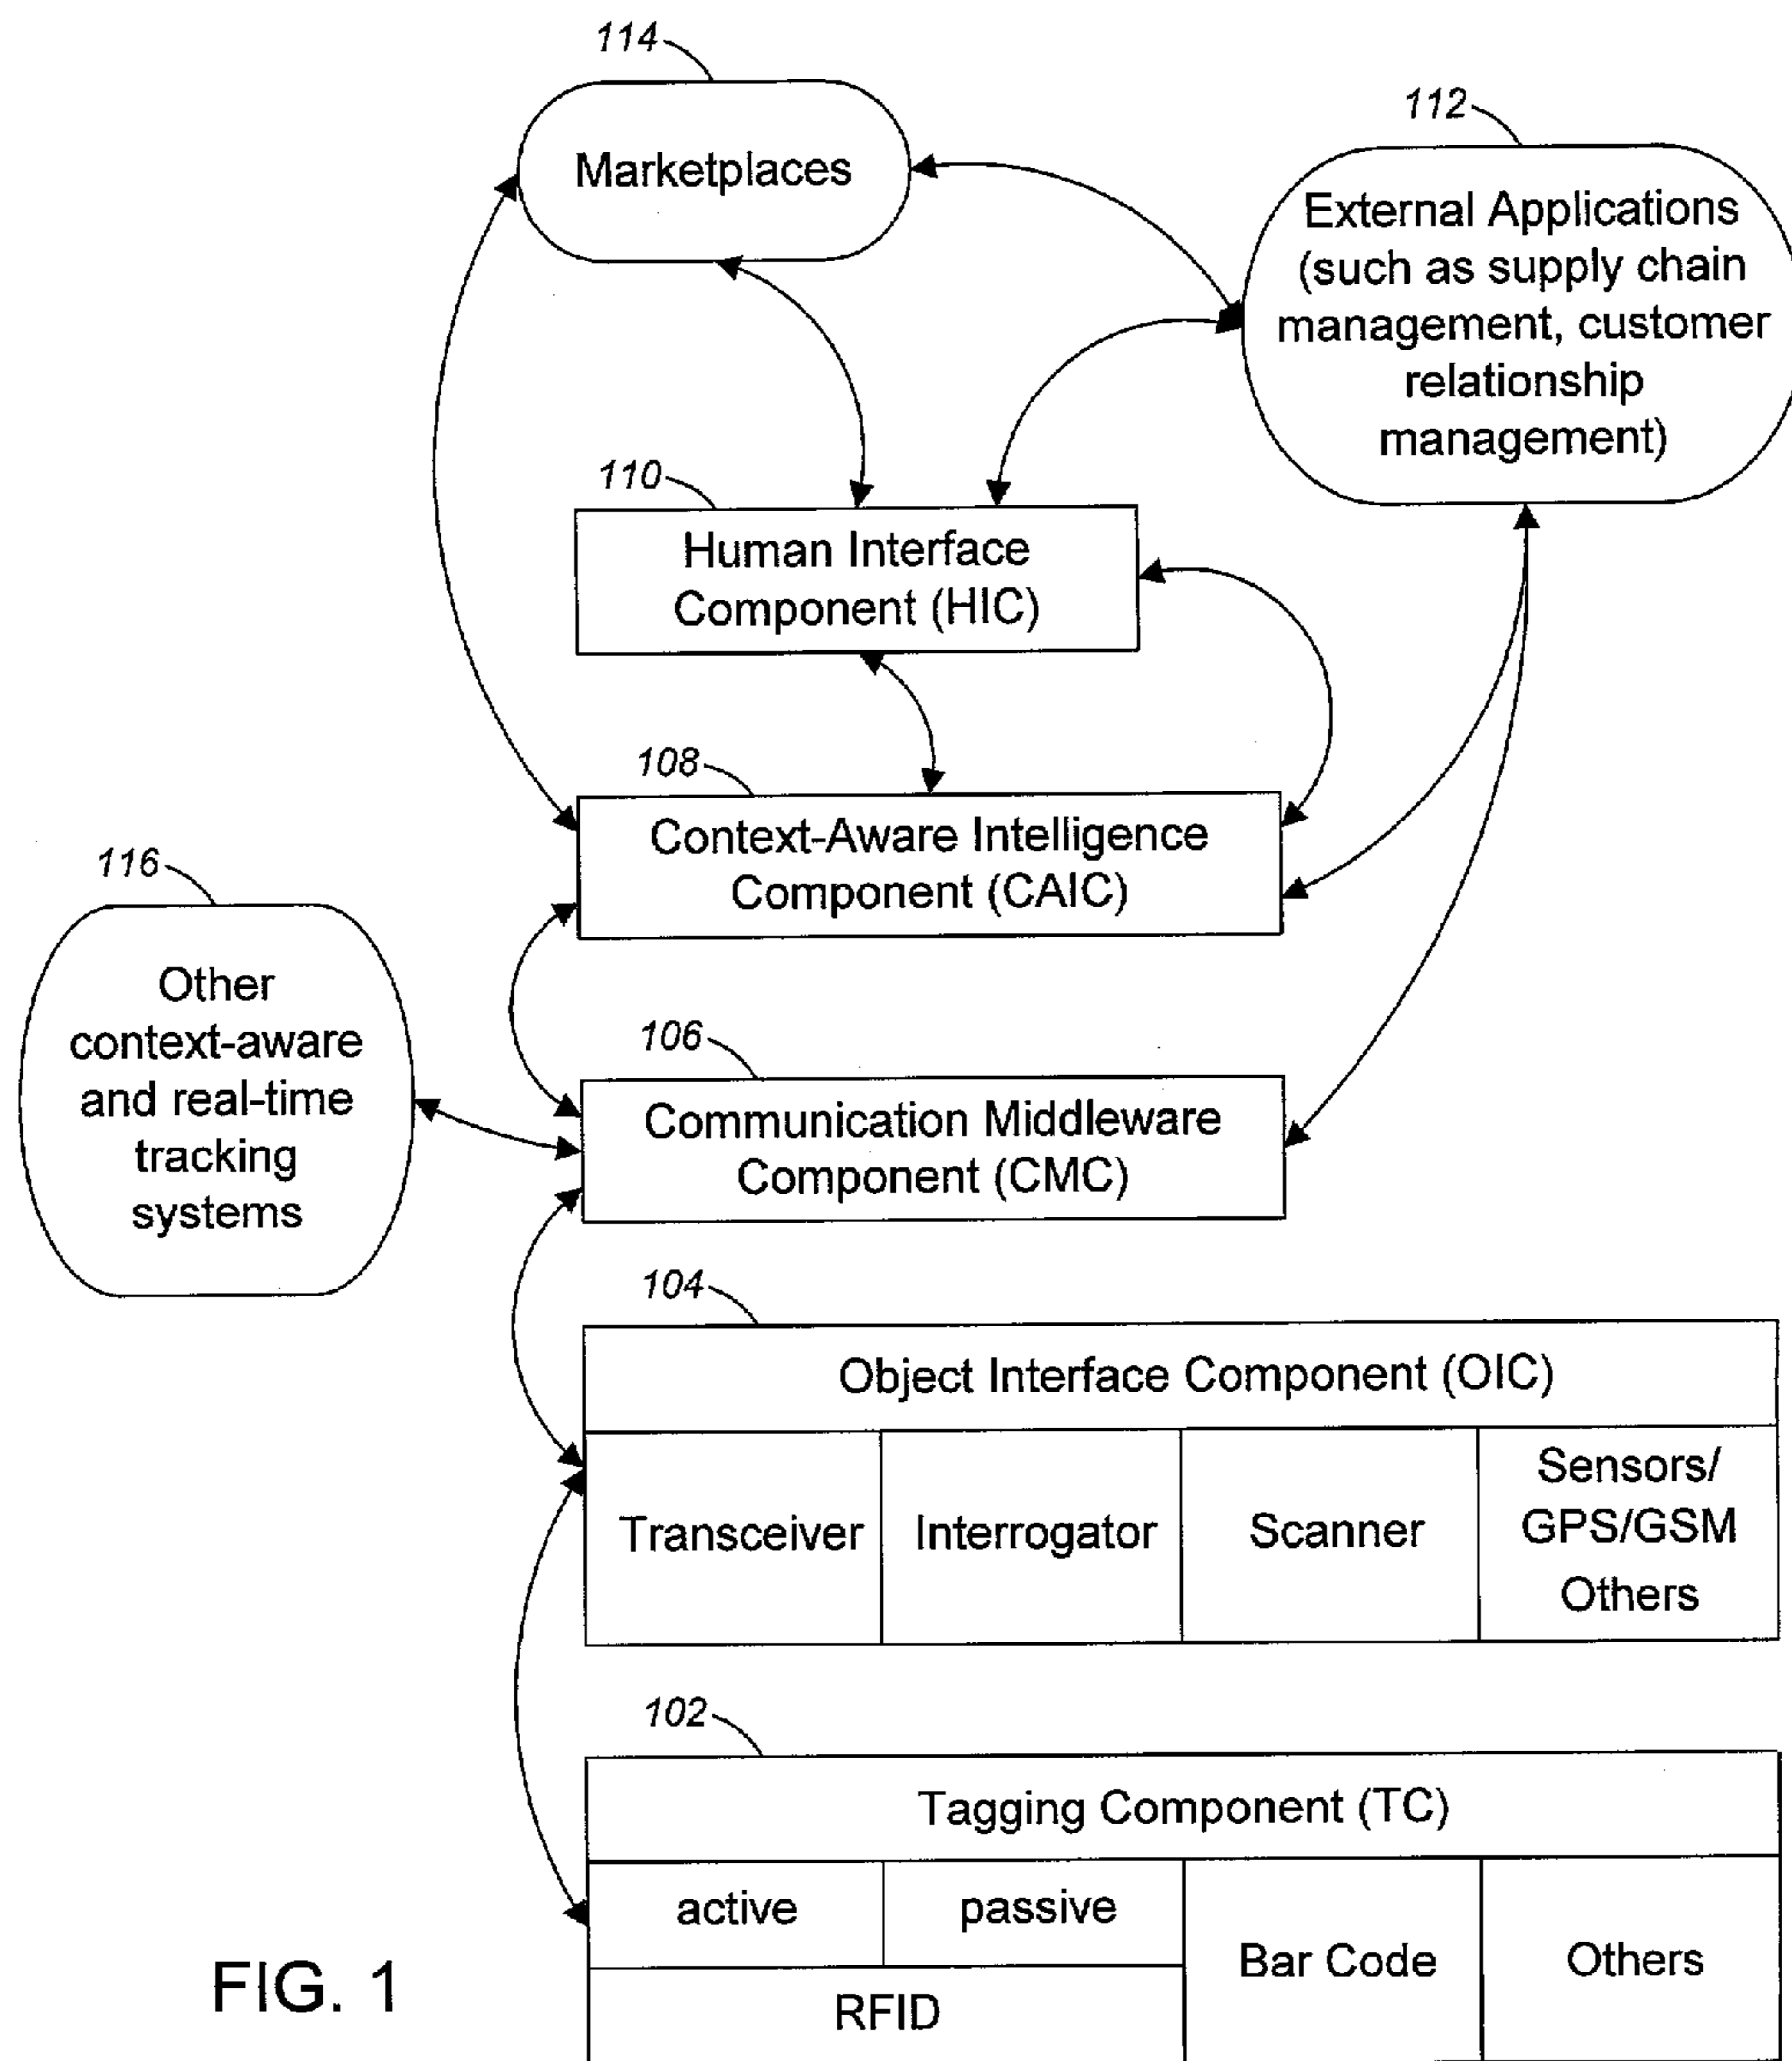 114
Marketplaces
112
External Applications
(such as supply chain
management, customer
relationship
management)
110
Human Interface
Component (HIC)
108
Context-Aware Intelligence
Component (CAIC)
116
Other
context-aware
and real-time
tracking
systems
106
Communication Middleware
Component (CMC)
104
Object Interface Component (OIC)
Transceiver
Interrogator
Scanner
Sensors/
GPS/GSM
Others
102
Tagging Component (TC)
active
passive
RFID
Bar Code
Others
FIG. 1